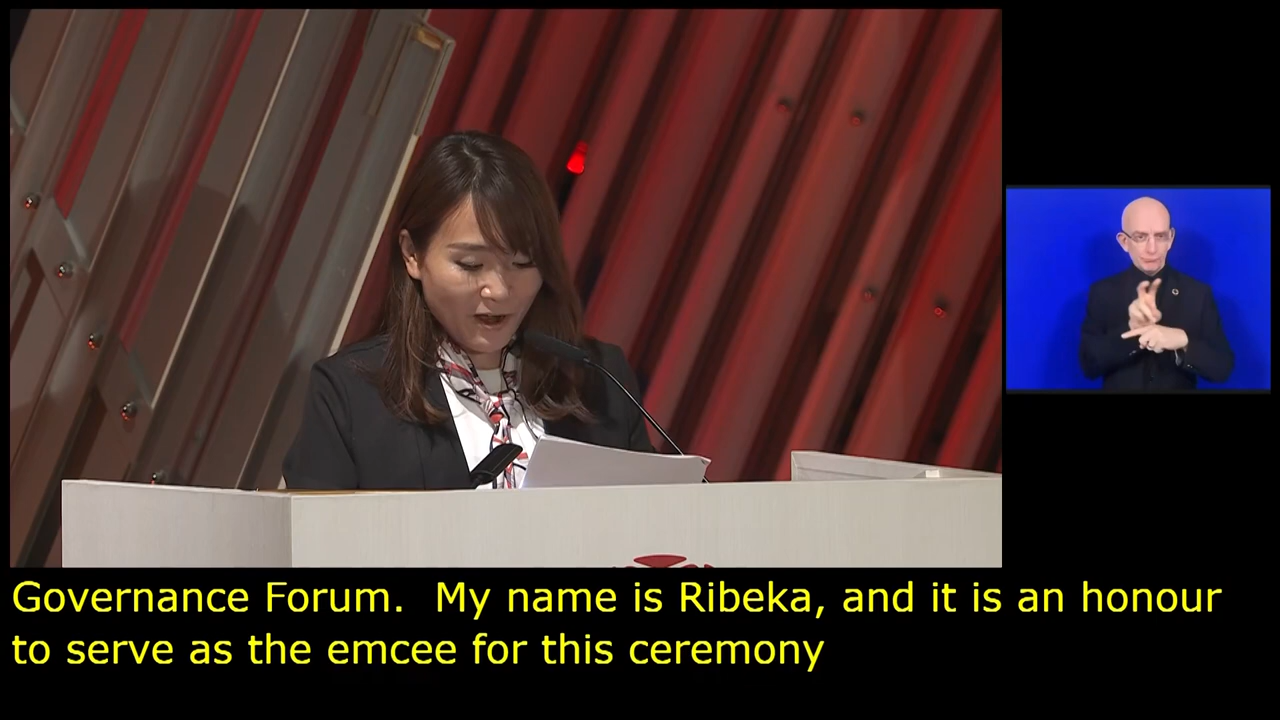 Governance Forum.  My name is Ribeka, and it is an honour
to serve as the emcee for this ceremony